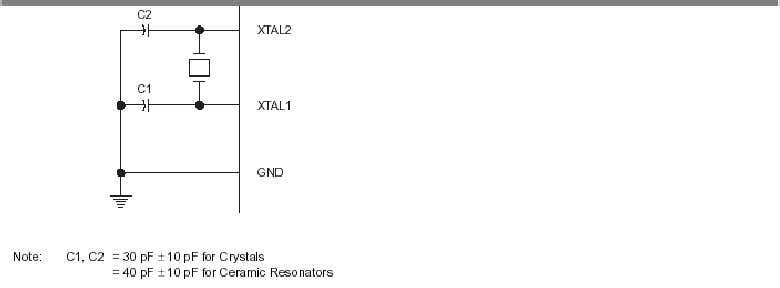 C2
XTAL2
C1
XTAL1
GND
Note: C1, C2 = 30 pF ± 10 pF for Crystals
= 40 pF ± 10 pF for Ceramic Resonators